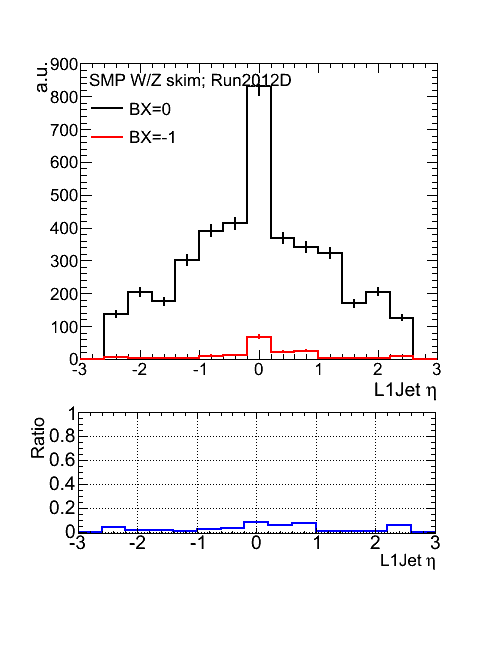 a.u.
900
SMP W/Z skim; Run2012D
800
BX=0
700
BX=-1
600
500
400
300
200
100
0
-3 -2 -1 0 1 2 3
L1Jet η
Ratio
1
0.8
0.6
0.4
0.2
0
-3 -2 -1 0 1 2 3
L1Jet η